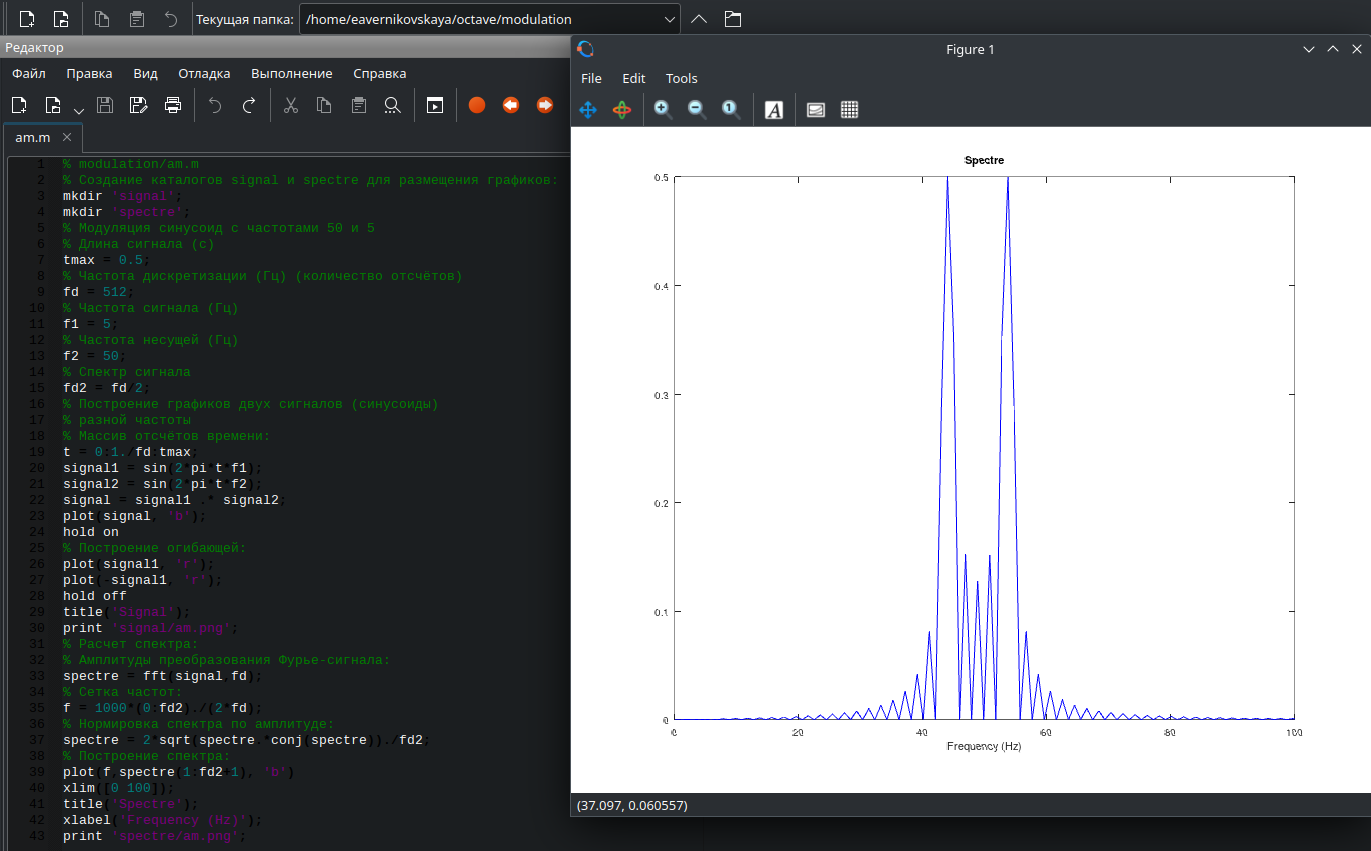 Текущая папка: /home/eavernikovskaya/octave/modulation
Редактор
Файл Правка Вид Отладка Выполнение Справка
am.m
1 % modulation/am.m
2 % Создание каталогов signal и spectre для размещения графиков:
3 mkdir 'signal';
4 mkdir 'spectre';
5 % Модуляция синусоид с частотами 50 и 5
6 % Длина сигнала (с)
7 tmax = 0.5;
8 % Частота дискретизации (Гц) (количество отсчётов)
9 fd = 512;
10 % Частота сигнала (Гц)
11 f1 = 5;
12 % Частота несущей (Гц)
13 f2 = 50;
14 % Спектр сигнала
15 fd2 = fd/2;
16 % Построение графиков двух сигналов (синусоиды)
17 % разной частоты
18 % Массив отсчётов времени:
19 t = 0:1./fd:tmax;
20 signal1 = sin(2*pi*t*f1);
21 signal2 = sin(2*pi*t*f2);
22 signal = signal1 .* signal2;
23 plot(signal, 'b');
24 hold on
25 % Построение огибающей:
26 plot(signal1, 'r');
27 plot(-signal1, 'r');
28 hold off
29 title('Signal');
30 print 'signal/am.png';
31 % Расчет спектра:
32 % Амплитуды преобразования Фурье-сигнала:
33 spectre = fft(signal,fd);
34 % Сетка частот:
35 f = 1000*(0:fd2)./(2*fd);
36 % Нормировка спектра по амплитуде:
37 spectre = 2*sqrt(spectre.*conj(spectre))./fd2;
38 % Построение спектра:
39 plot(f,spectre(1:fd2+1), 'b')
40 xlim([0 100]);
41 title('Spectre');
42 xlabel('Frequency (Hz)');
43 print 'spectre/am.png';
Figure 1
File Edit Tools
1 A
Spectre
0.5
0.4
0.3
0.2
0.1
0
0 20 40 60 80 100
Frequency (Hz)
(37.097, 0.060557)